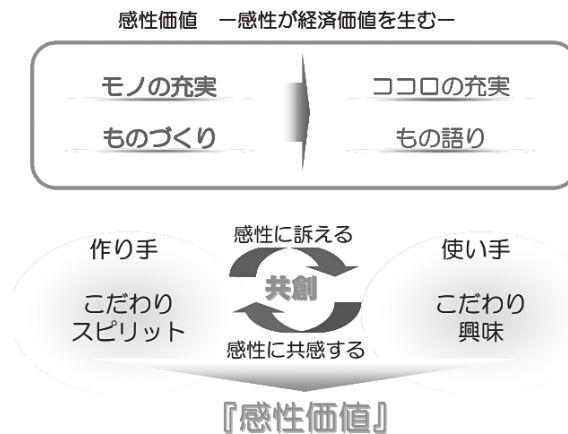 感性価値　―感性が経済価値を生む―
モノの充実
ココロの充実
ものづくり
もの語り
作り手
感性に訴える
使い手
こだわり
スピリット
共創
こだわり
興味
感性に共感する
『感性価値』